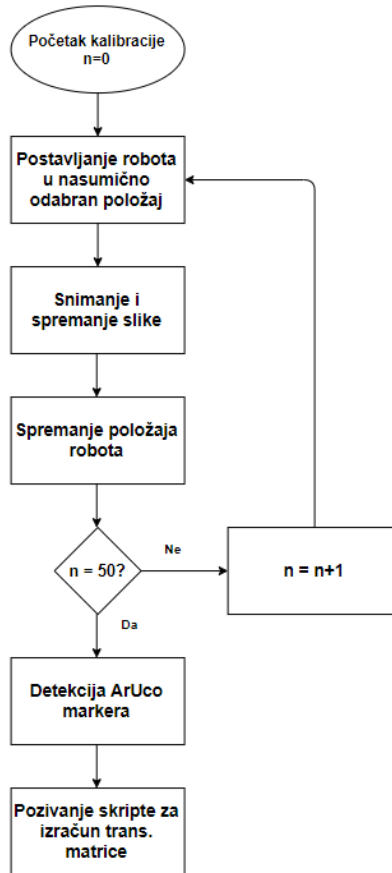 Početak kalibracije
n=0
Postavljanje robota
u nasumično
odabran položaj
Snimanje i
spremanje slike
Spremanje položaja
robota
n = 50?
Ne
n = n+1
Da
Detekcija ArUco
markera
Pozivanje skripte za
izračun trans.
matrice